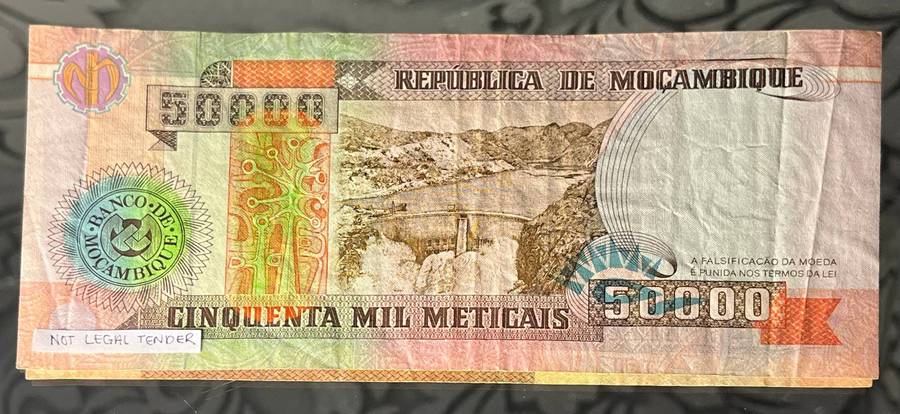 REPÚBLICA DE MOÇAMBIQUE
50000
BANCO DE MOÇAMBIQUE
A FALSIFICAÇÃO DA MOEDA
É PUNIDA NOS TERMOS DA LEI
50000
CINQUENTA MIL METICAIS
NOT LEGAL TENDER